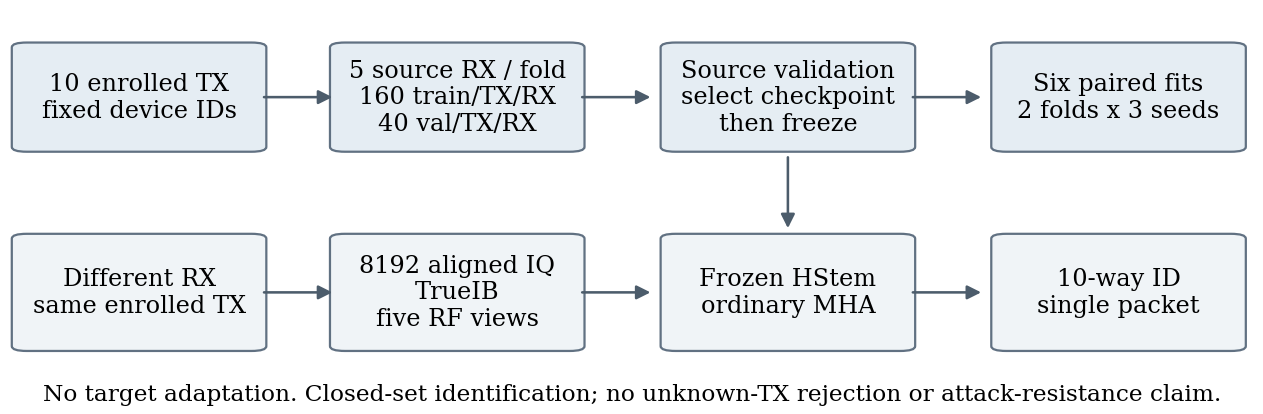 10 enrolled TX
fixed device IDs
5 source RX / fold
160 train/TX/RX
40 val/TX/RX
Source validation
select checkpoint
then freeze
Six paired fits
2 folds x 3 seeds
Different RX
same enrolled TX
8192 aligned IQ
TrueIB
five RF views
Frozen HStem
ordinary MHA
10-way ID
single packet
No target adaptation. Closed-set identification; no unknown-TX rejection or attack-resistance claim.